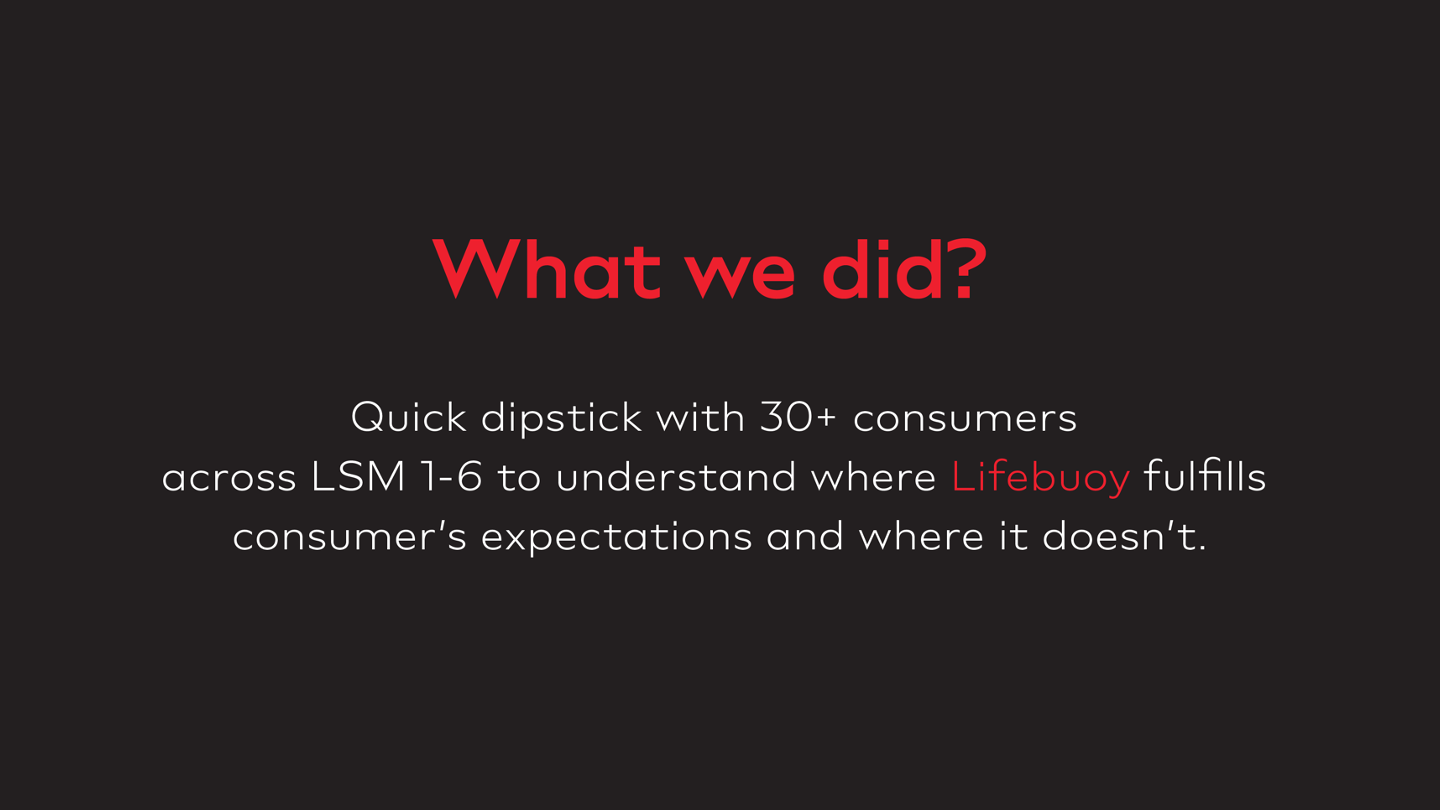 What we did?
Quick dipstick with 30+ consumers
across LSM 1-6 to understand where Lifebuoy fulfills
consumer’s expectations and where it doesn’t.